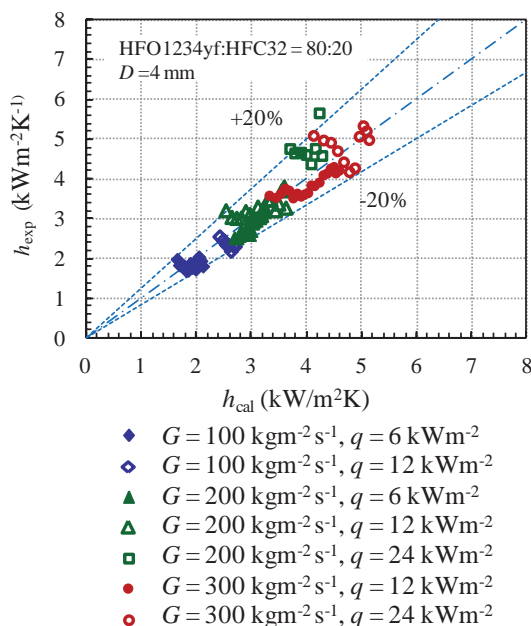 8
HFO1234yf:HFC32 = 80:20
D =4 mm
7
6
+20%
5
4
-20%
3
2
1
0
h_exp (kWm⁻²K⁻¹)
0 1 2 3 4 5 6 7 8
h_cal (kW/m²K)
G = 100 kgm⁻² s⁻¹, q = 6 kWm⁻²
G = 100 kgm⁻² s⁻¹, q = 12 kWm⁻²
G = 200 kgm⁻² s⁻¹, q = 6 kWm⁻²
G = 200 kgm⁻² s⁻¹, q = 12 kWm⁻²
G = 200 kgm⁻² s⁻¹, q = 24 kWm⁻²
G = 300 kgm⁻² s⁻¹, q = 12 kWm⁻²
G = 300 kgm⁻² s⁻¹, q = 24 kWm⁻²